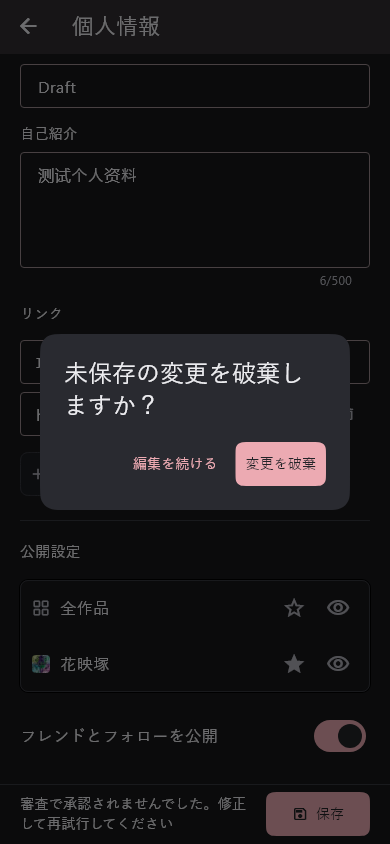 個人情報
Draft
自己紹介
测试个人资料
6/500
リンク
未保存の変更を破棄し
ますか？
編集を続ける
変更を破棄
公開設定
全作品
花映塚
フレンドとフォローを公開
審査で承認されませんでした。修正
して再試行してください
保存